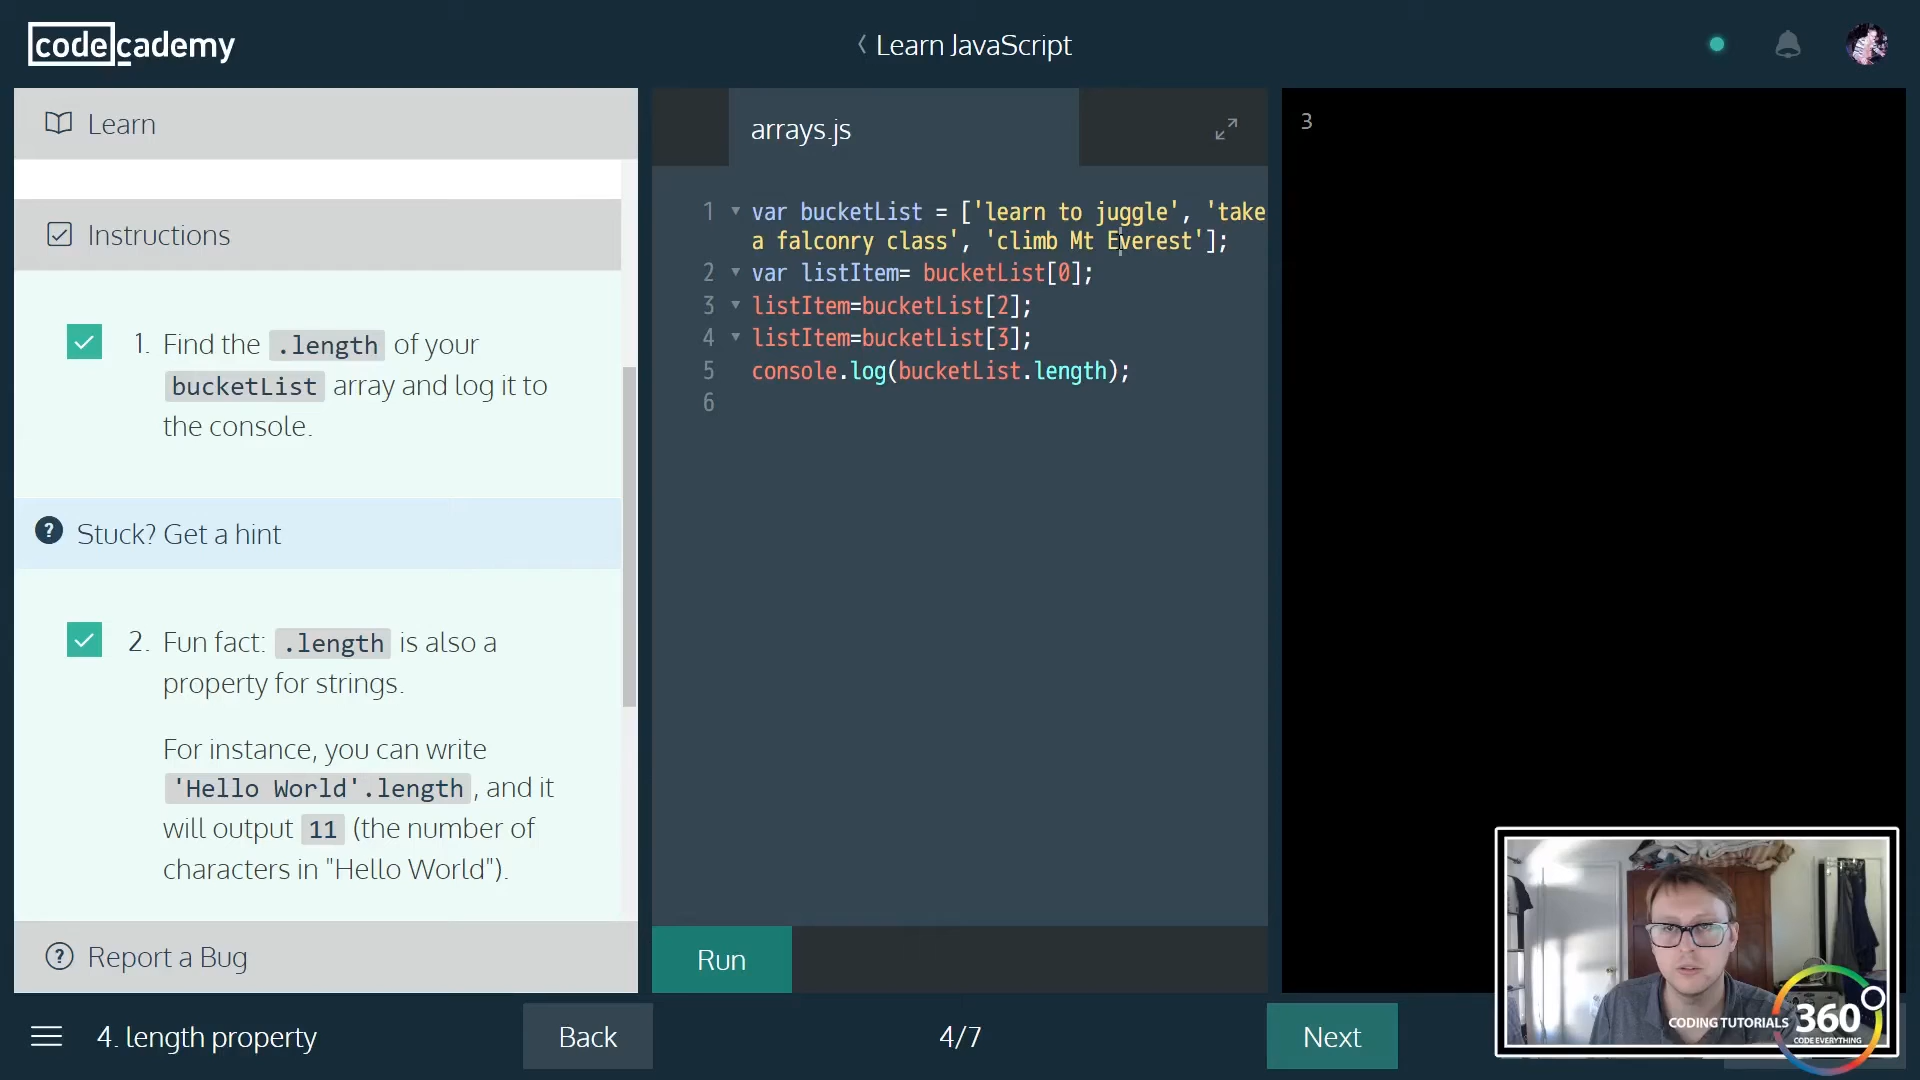 codecademy
Learn JavaScript
Learn
Instructions
1. Find the .length of your
bucketList array and log it to
the console.
? Stuck? Get a hint
2. Fun fact: .length is also a
property for strings.
For instance, you can write
'Hello World'.length, and it
will output 11 (the number of
characters in "Hello World").
? Report a Bug
arrays.js
1 var bucketList = ['learn to juggle', 'take
a falconry class', 'climb Mt Everest'];
2 var listItem= bucketList[0];
3 listItem=bucketList[2];
4 listItem=bucketList[3];
5 console.log(bucketList.length);
6
Run
3
4. length property
Back
4/7
Next
CODING TUTORIALS 360
CODE EVERYTHING